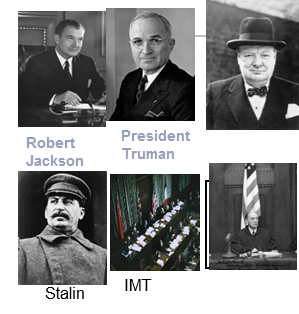 Robert
Jackson
President
Truman
Stalin
IMT